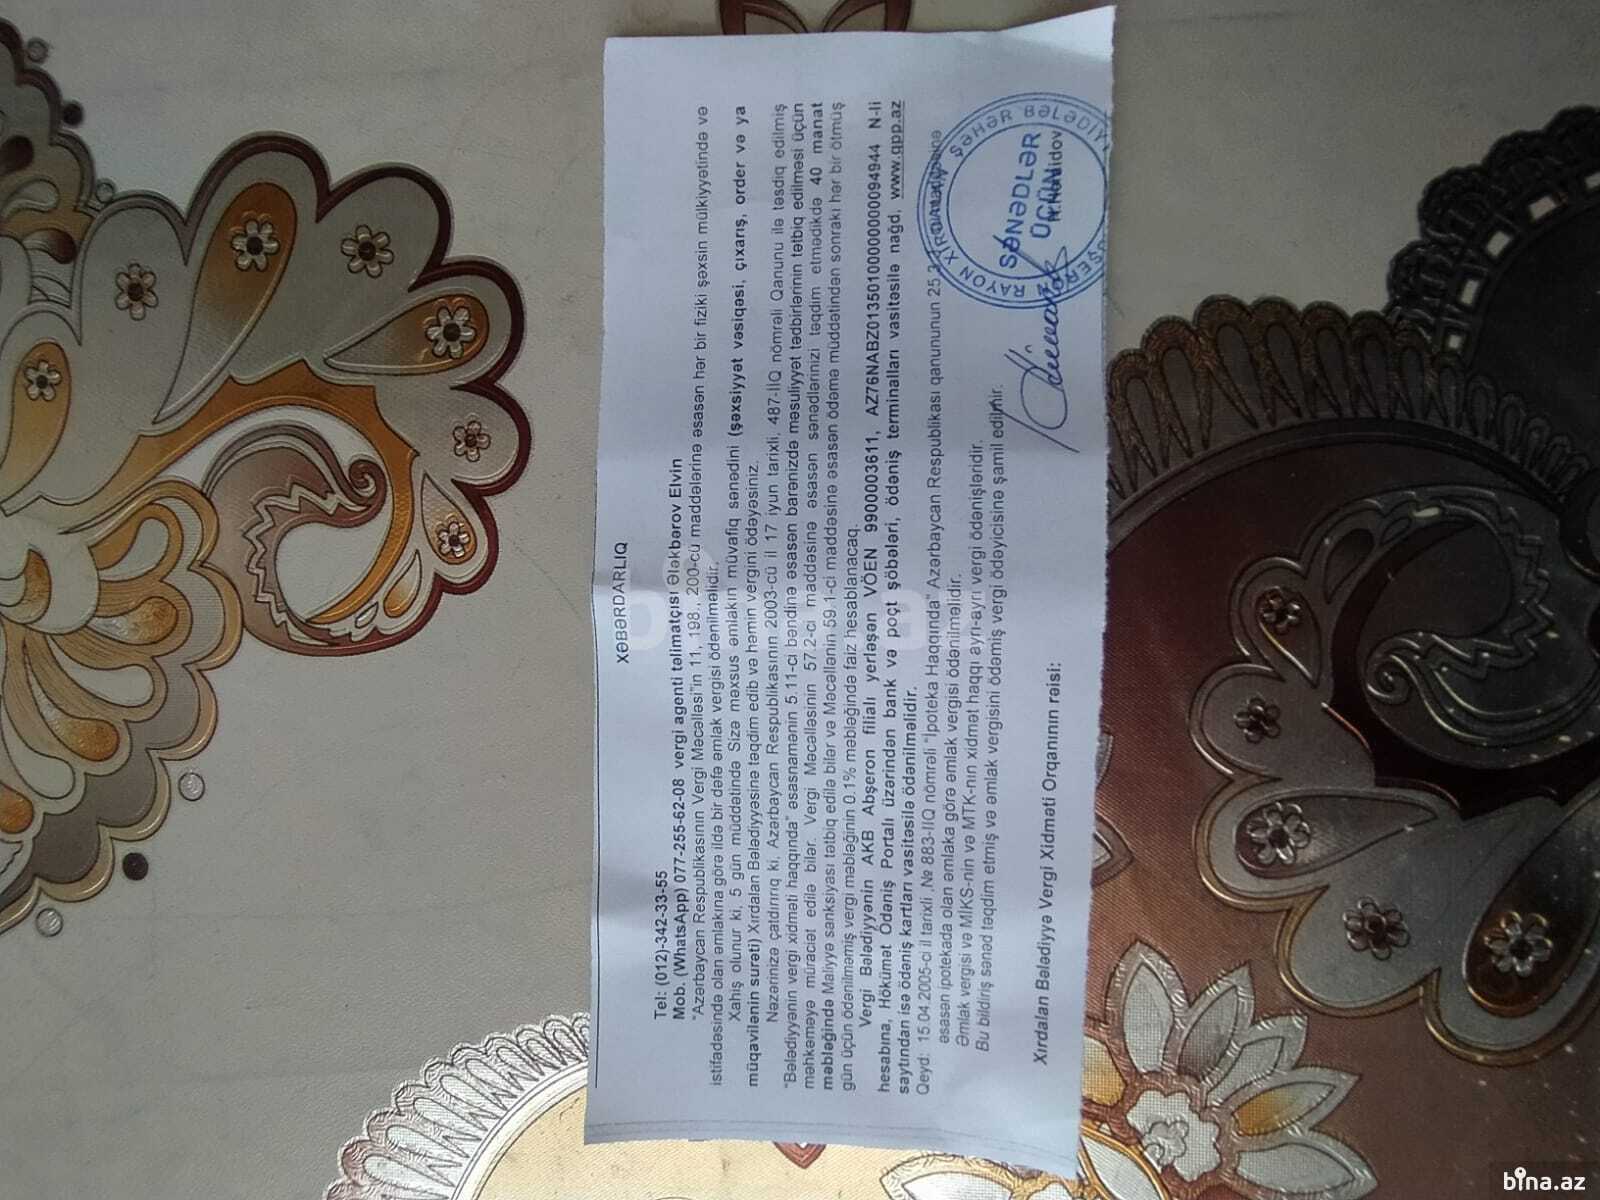 XƏBƏRDARLIQ
Tel: (012)-342-33-55
Mob. (WhatsApp) 077-255-62-08 vergi agenti təlimatçısı Ələkbərov Elvin
"Azərbaycan Respublikasının Vergi Məcəlləsi"in 11, 198., 200-cü maddələrinə əsasən hər bir fiziki şəxsin mülkiyyətində və
istifadəsində olan əmlakına görə ildə bir dəfə əmlak vergisi ödənilməlidir.
Xahiş olunur ki, 5 gün müddətində Sizə məxsus əmlakın müvafiq sənədini (şəxsiyyət vəsiqəsi, çıxarış, order və ya
müqavilənin surəti) Xırdalan Bələdiyyəsinə təqdim edib və həmin vergini ödəyəsiniz.
Nəzərinizə çatdırırıq ki, Azərbaycan Respublikasının 2003-cü il 17 iyun tarixli, 487-IIQ nömrəli Qanunu ilə təsdiq edilmiş
"Bələdiyyənin vergi xidməti haqqında" əsasnamənin 5.11-ci bəndinə əsasən barənizdə məsuliyyət tədbirlərinin tətbiq edilməsi üçün
məhkəməyə müraciət edilə bilər. Vergi Məcəlləsinin 57.2-ci maddəsinə əsasən sənədlərinizi təqdim etmədikdə 40 manat
məbləğində Maliyyə sanksiyası tətbiq edilə bilər və Məcəllənin 59.1-ci maddəsinə əsasən ödəmə müddətindən sonrakı hər bir ötmüş
gün üçün ödənilməmiş vergi məbləğinin 0.1% məbləğində faiz hesablanacaq.
Vergi Bələdiyyənin AKB Abşeron filialı yerləşən VÖEN 9900003611, AZ76NABZ01350100000000094944 N-li
hesabına, Hökümət Ödəniş Portalı üzərindən bank və poçt şöbələri, ödəniş terminalları vasitəsilə nağd, www.gpp.az
saytından isə ödəniş kartları vasitəsilə ödənilməlidir.
Qeyd: 15.04.2005-ci il tarixli ,№ 883-IIQ nömrəli "İpoteka Haqqında" Azərbaycan Respublikası qanununun 25.3.
əsasən ipotekada olan əmlaka görə əmlak vergisi ödənilməlidir.
Əmlak vergisi və MİKS-nin və MTK-nın xidmət haqqı ayrı-ayrı vergi ödənişləridir.
Bu bildiriş sənəd təqdim etmiş və əmlak vergisini ödəmiş vergi ödəyicisinə şamil edilmir.
Xırdalan Bələdiyyə Vergi Xidməti Orqanının rəisi:
SƏNƏDLƏR
ÜÇÜN
RAYON
ŞƏHƏR
bina.az